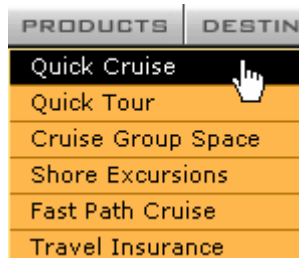 PRODUCTS DESTIN
Quick Cruise
Quick Tour
Cruise Group Space
Shore Excursions
Fast Path Cruise
Travel Insurance